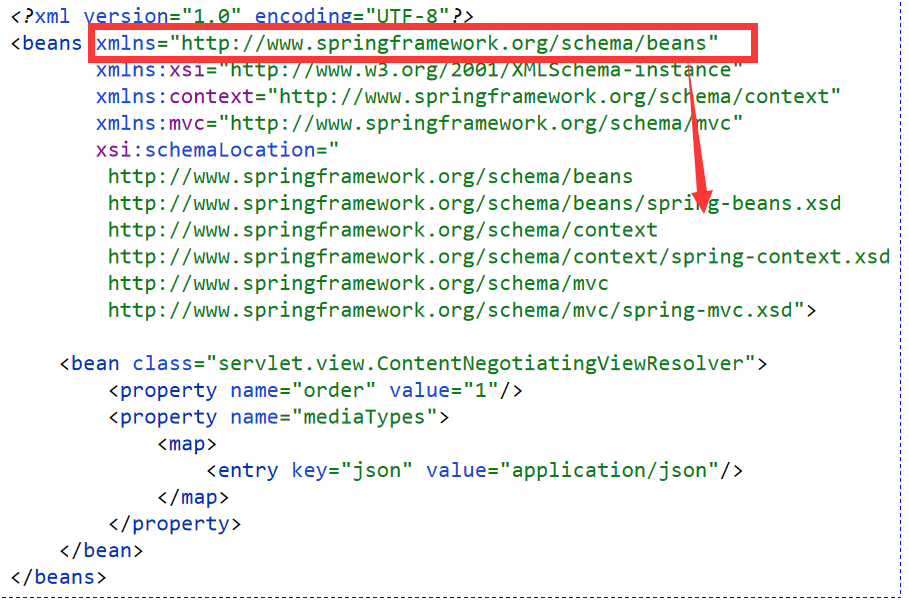 <?xml version="1.0" encoding="UTF-8"?>
<beans xmlns="http://www.springframework.org/schema/beans"
xmlns:xsi="http://www.w3.org/2001/XMLSchema-instance"
xmlns:context="http://www.springframework.org/schema/context"
xmlns:mvc="http://www.springframework.org/schema/mvc"
xsi:schemaLocation="
http://www.springframework.org/schema/beans
http://www.springframework.org/schema/beans/spring-beans.xsd
http://www.springframework.org/schema/context
http://www.springframework.org/schema/context/spring-context.xsd
http://www.springframework.org/schema/mvc
http://www.springframework.org/schema/mvc/spring-mvc.xsd">
<bean class="servlet.view.ContentNegotiatingViewResolver">
<property name="order" value="1"/>
<property name="mediaTypes">
<map>
<entry key="json" value="application/json"/>
</map>
</property>
</bean>
</beans>